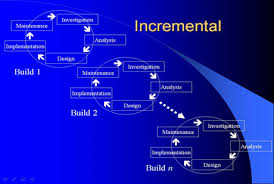 Incremental
Investigation
Maintenance
Analysis
Implementation
Design
Build 1
Investigation
Maintenance
Analysis
Implementation
Design
Build 2
Investigation
Maintenance
Analysis
Implementation
Design
Build n